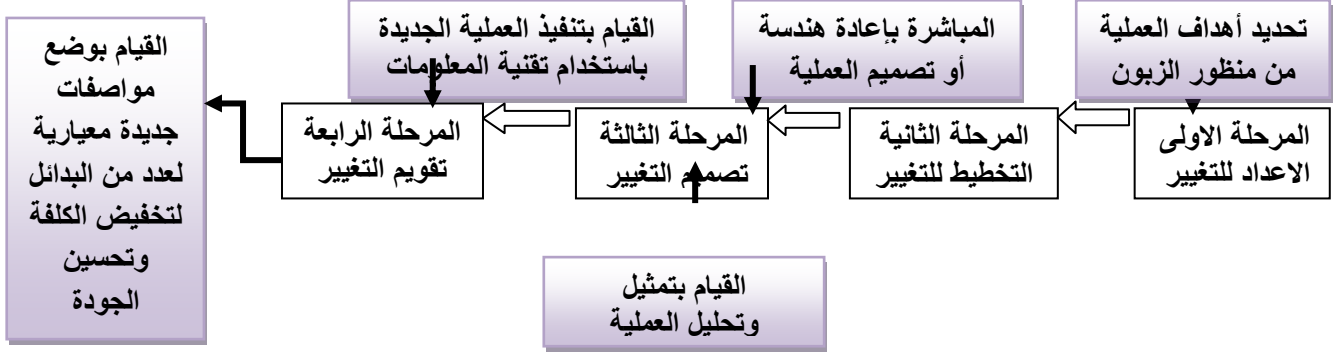 تحديد أهداف العملية
من منظور الزبون
المباشرة بإعادة هندسة
أو تصميم العملية
القيام بتنفيذ العملية الجديدة
باستخدام تقنية المعلومات
المرحلة الاولى
الاعداد للتغيير
المرحلة الثانية
التخطيط للتغيير
المرحلة الثالثة
تصميم التغيير
المرحلة الرابعة
تقويم التغيير
القيام بوضع
مواصفات
جديدة معيارية
لعدد من البدائل
لتخفيض الكلفة
وتحسين
الجودة
القيام بتمثيل
وتحليل العملية